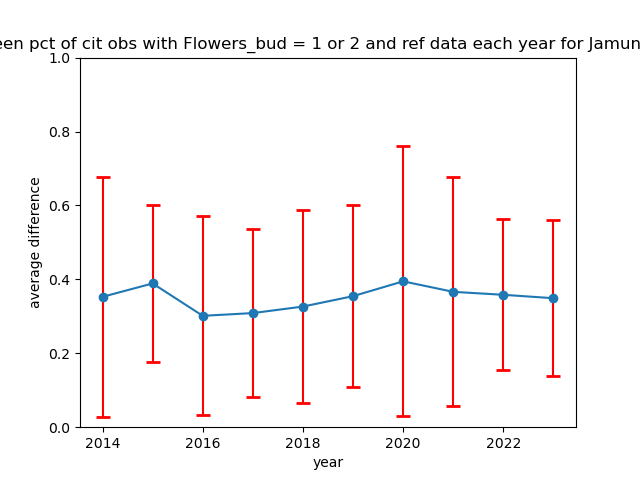 een pct of cit obs with Flowers_bud = 1 or 2 and ref data each year for Jamun
1.0
0.8
0.6
0.4
0.2
0.0
average difference
2014 2016 2018 2020 2022
year